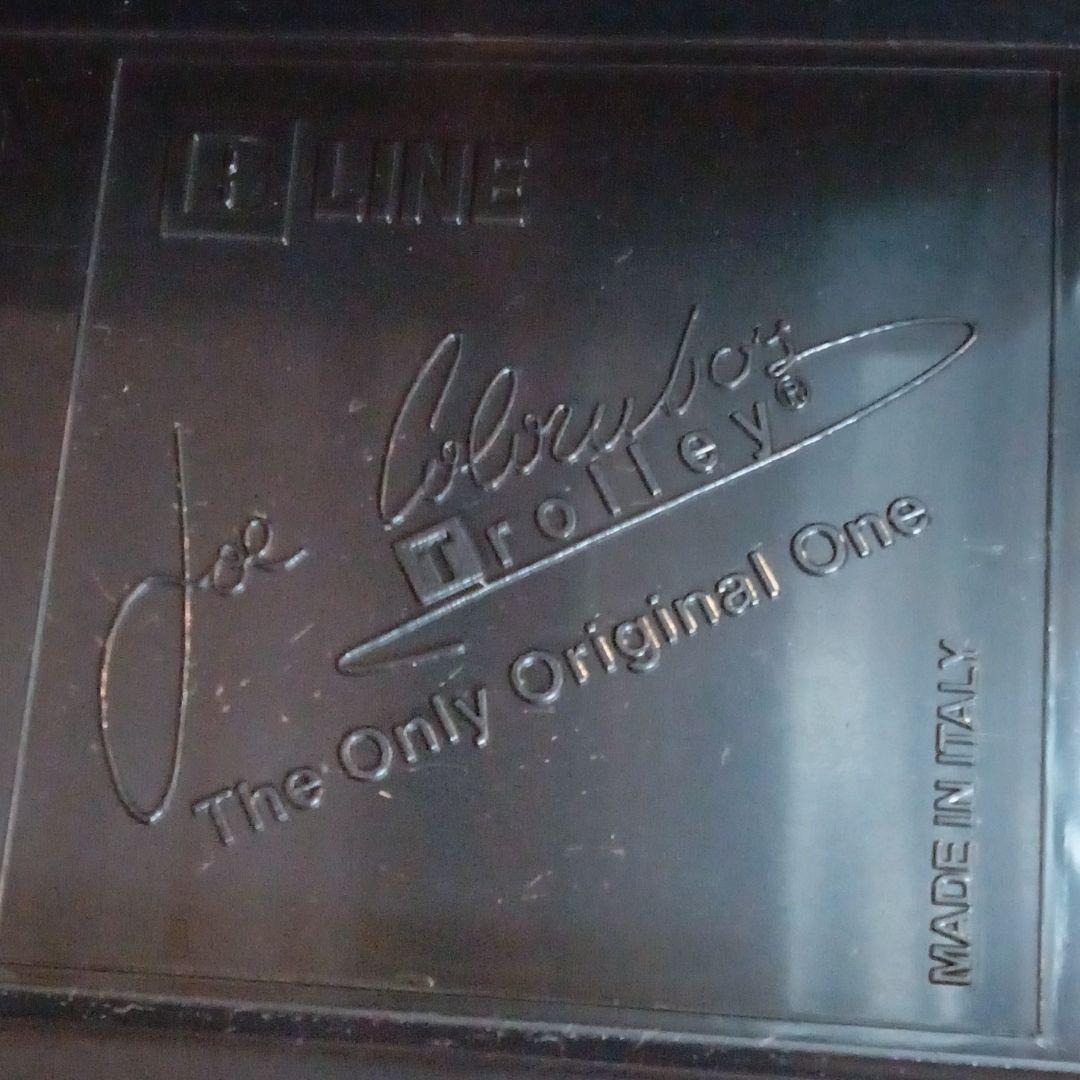 B LINE
Joe Colombo's
Trolley®
The Only Original One
MADE IN ITALY